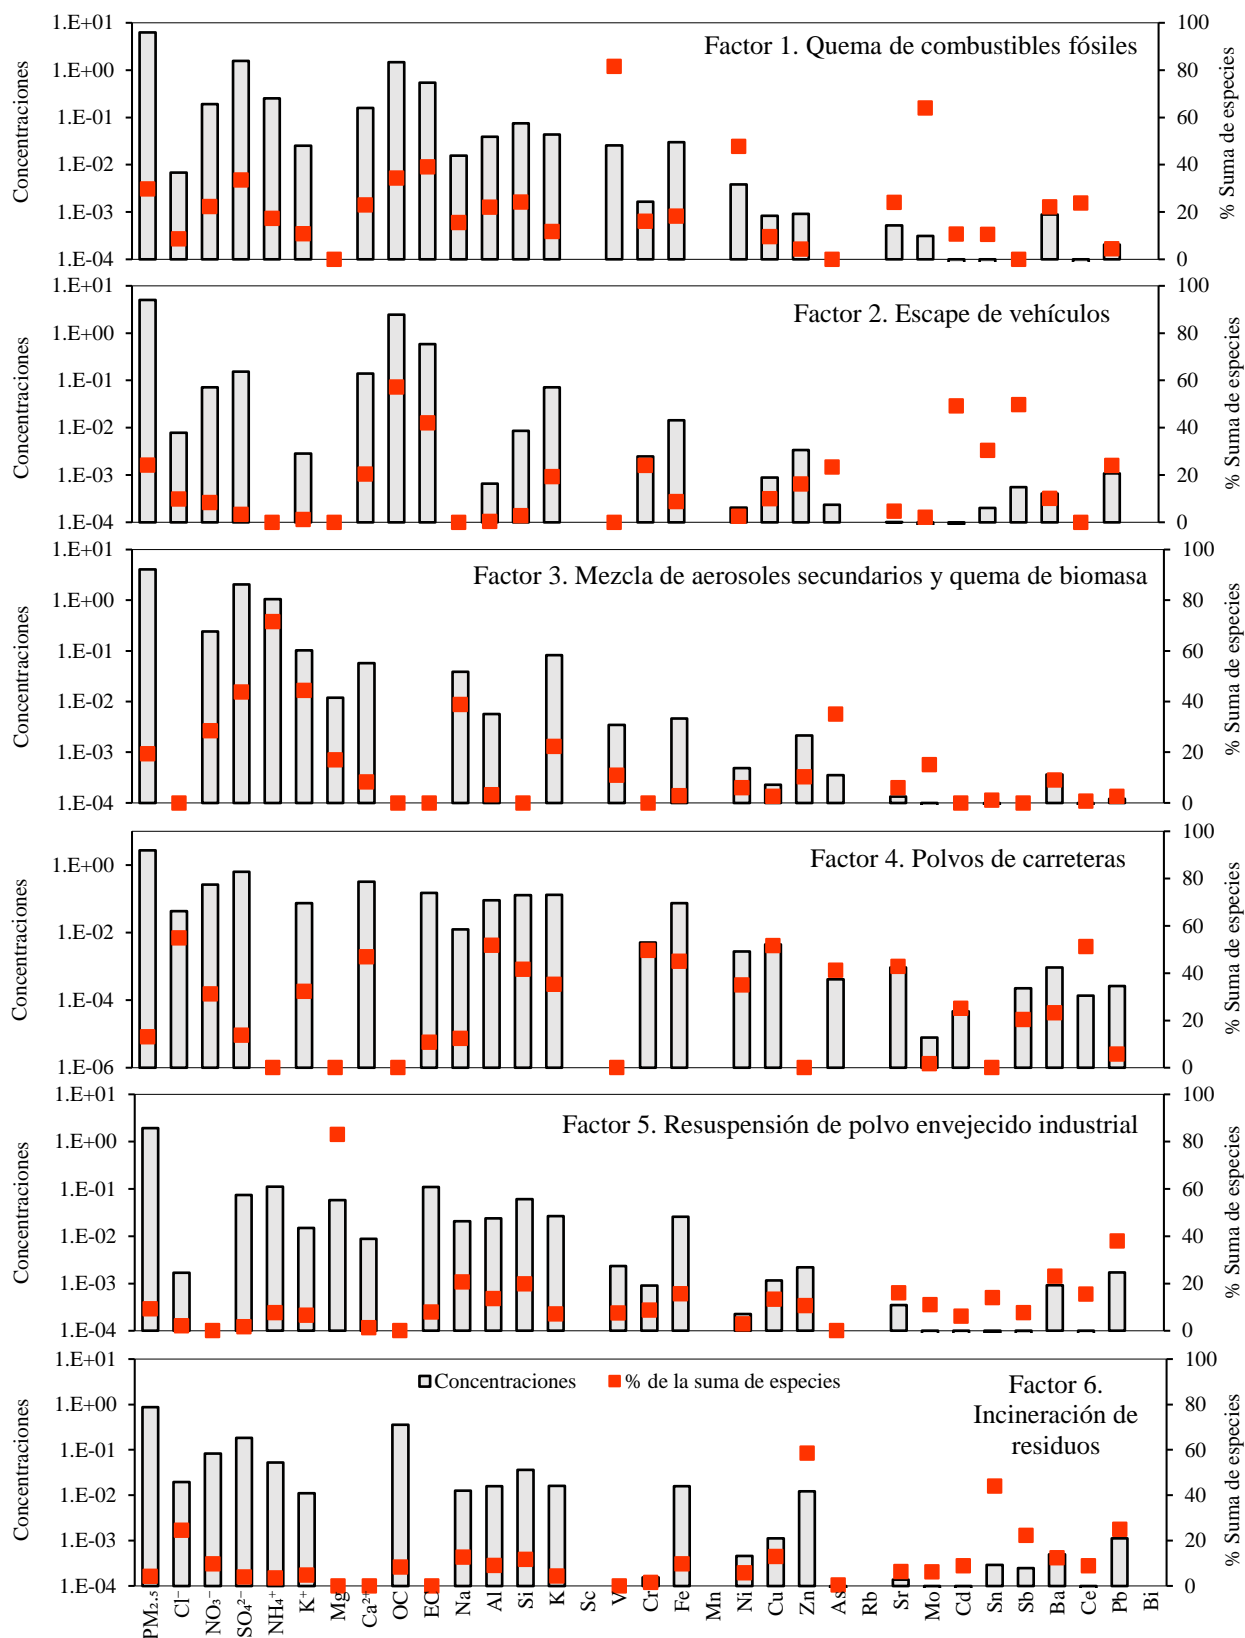 Factor 1. Quema de combustibles fósiles
Concentraciones
1.E+01
1.E+00
1.E-01
1.E-02
1.E-03
1.E-04
100
80
60
40
20
0
% Suma de especies
Factor 2. Escape de vehículos
Concentraciones
1.E+01
1.E+00
1.E-01
1.E-02
1.E-03
1.E-04
100
80
60
40
20
0
% Suma de especies
Factor 3. Mezcla de aerosoles secundarios y quema de biomasa
Concentraciones
1.E+01
1.E+00
1.E-01
1.E-02
1.E-03
1.E-04
100
80
60
40
20
0
% Suma de especies
Factor 4. Polvos de carreteras
Concentraciones
1.E+00
1.E-02
1.E-04
1.E-06
100
80
60
40
20
0
% Suma de especies
Factor 5. Resuspensión de polvo envejecido industrial
Concentraciones
1.E+01
1.E+00
1.E-01
1.E-02
1.E-03
1.E-04
100
80
60
40
20
0
% Suma de especies
Concentraciones
% de la suma de especies
Factor 6.
Incineración de
residuos
Concentraciones
1.E+01
1.E+00
1.E-01
1.E-02
1.E-03
1.E-04
100
80
60
40
20
0
% Suma de especies
PM₂.₅
Cl⁻
NO₃⁻
SO₄²⁻
NH₄⁺
K⁺
Mg
Ca²⁺
OC
EC
Na
Al
Si
K
Sc
V
Cr
Fe
Mn
Ni
Cu
Zn
As
Rb
Sr
Mo
Cd
Sn
Sb
Ba
Ce
Pb
Bi